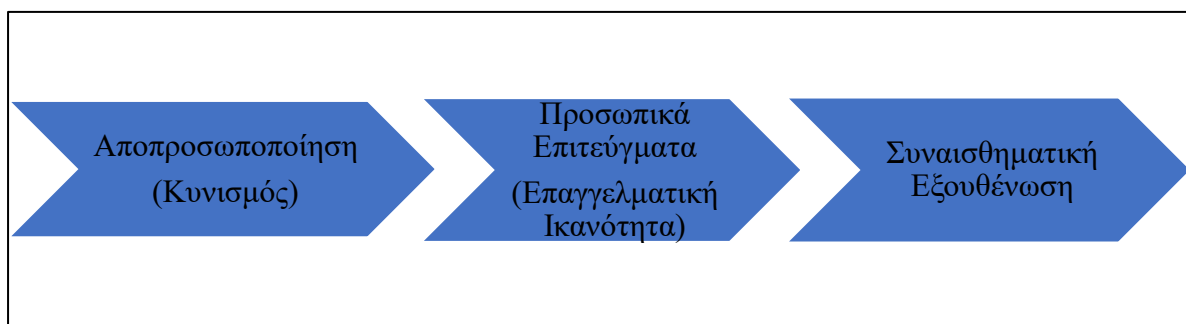 Αποπροσωποποίηση
(Κυνισμός)
Προσωπικά
Επιτεύγματα
(Επαγγελματική
Ικανότητα)
Συναισθηματική
Εξουθένωση